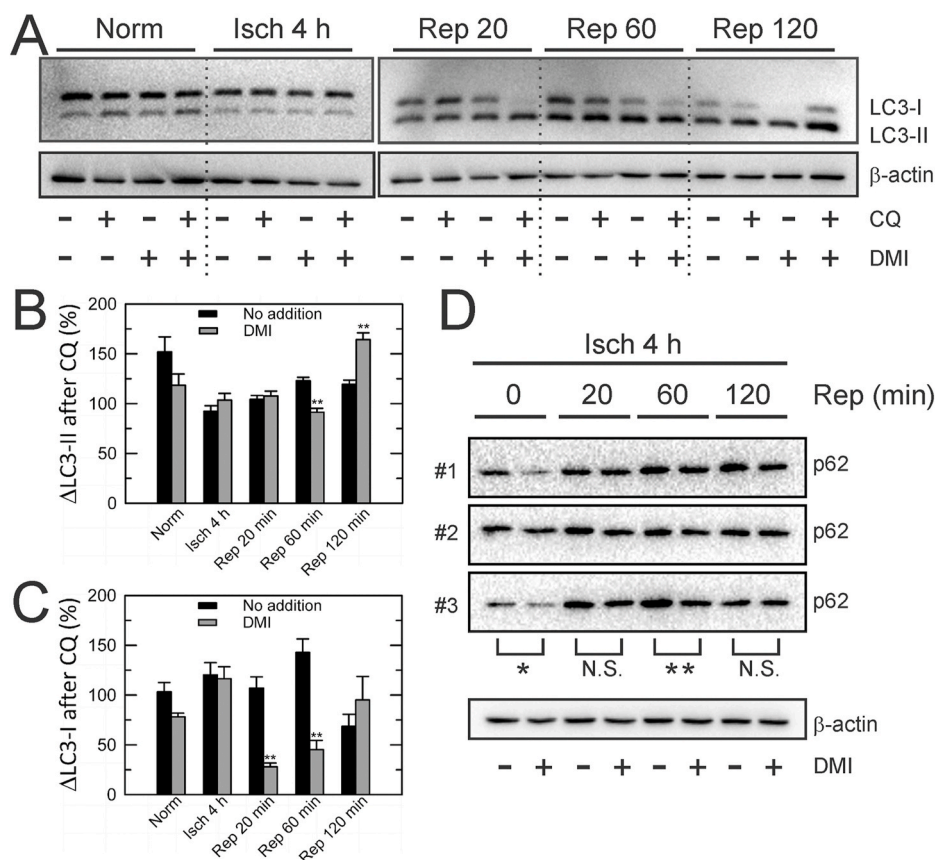 A
Norm Isch 4 h Rep 20 Rep 60 Rep 120
LC3-I
LC3-II
β-actin
- + - + - + - + - + - + - + - + - + - + CQ
- - + + - - + + - - + + - - + + - - + + DMI
B
ΔLC3-II after CQ (%)
200
150
100
50
0
No addition
DMI
**
**
Norm
Isch 4 h
Rep 20 min
Rep 60 min
Rep 120 min
C
ΔLC3-I after CQ (%)
200
150
100
50
0
No addition
DMI
**
**
Norm
Isch 4 h
Rep 20 min
Rep 60 min
Rep 120 min
D
Isch 4 h
0 20 60 120 Rep (min)
#1 p62
#2 p62
#3 p62
* N.S. ** N.S.
β-actin
- + - + - + - + DMI